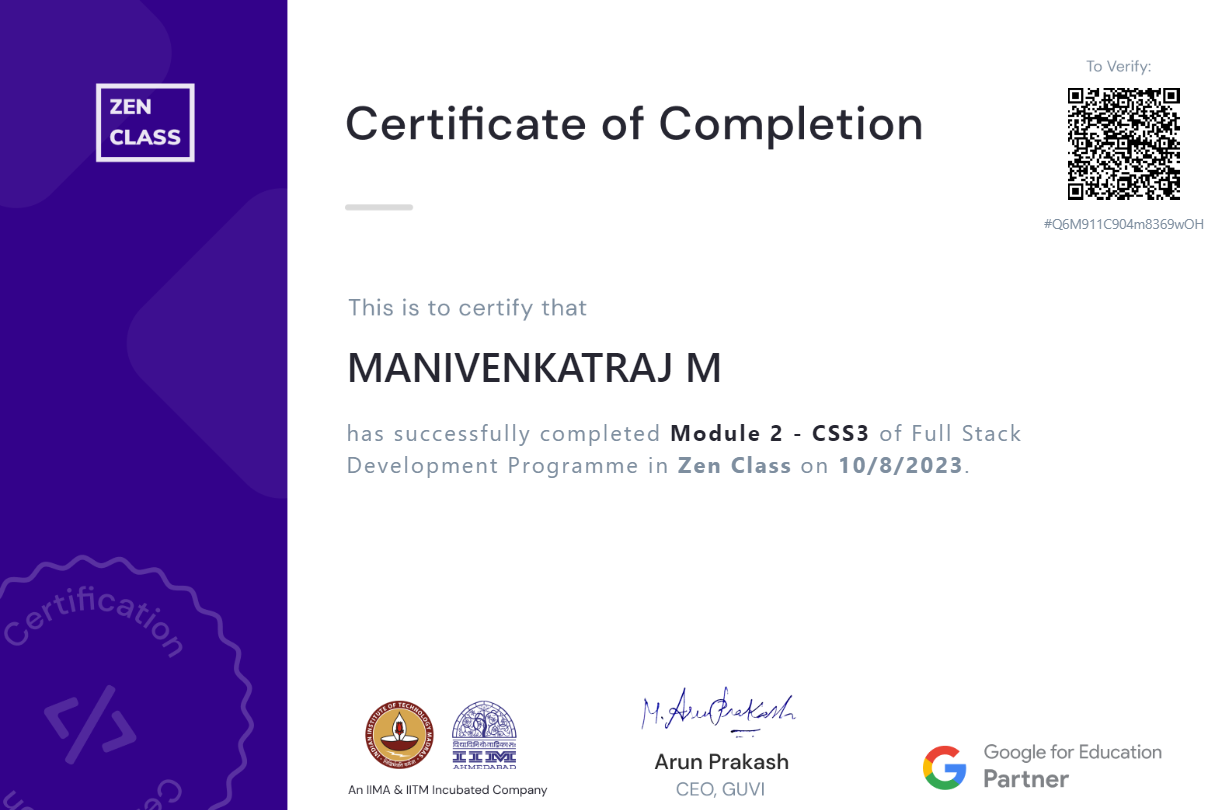 ZEN
CLASS
Certificate of Completion
To Verify:
#Q6M911C904m8369wOH
This is to certify that
MANIVENKATRAJ M
has successfully completed Module 2 - CSS3 of Full Stack
Development Programme in Zen Class on 10/8/2023.
Certification
</>
INDIAN INSTITUTE OF TECHNOLOGY MADRAS
IIM
AHMEDABAD
An IIMA & IITM Incubated Company
M. Arun Prakash
Arun Prakash
CEO, GUVI
Google for Education
Partner